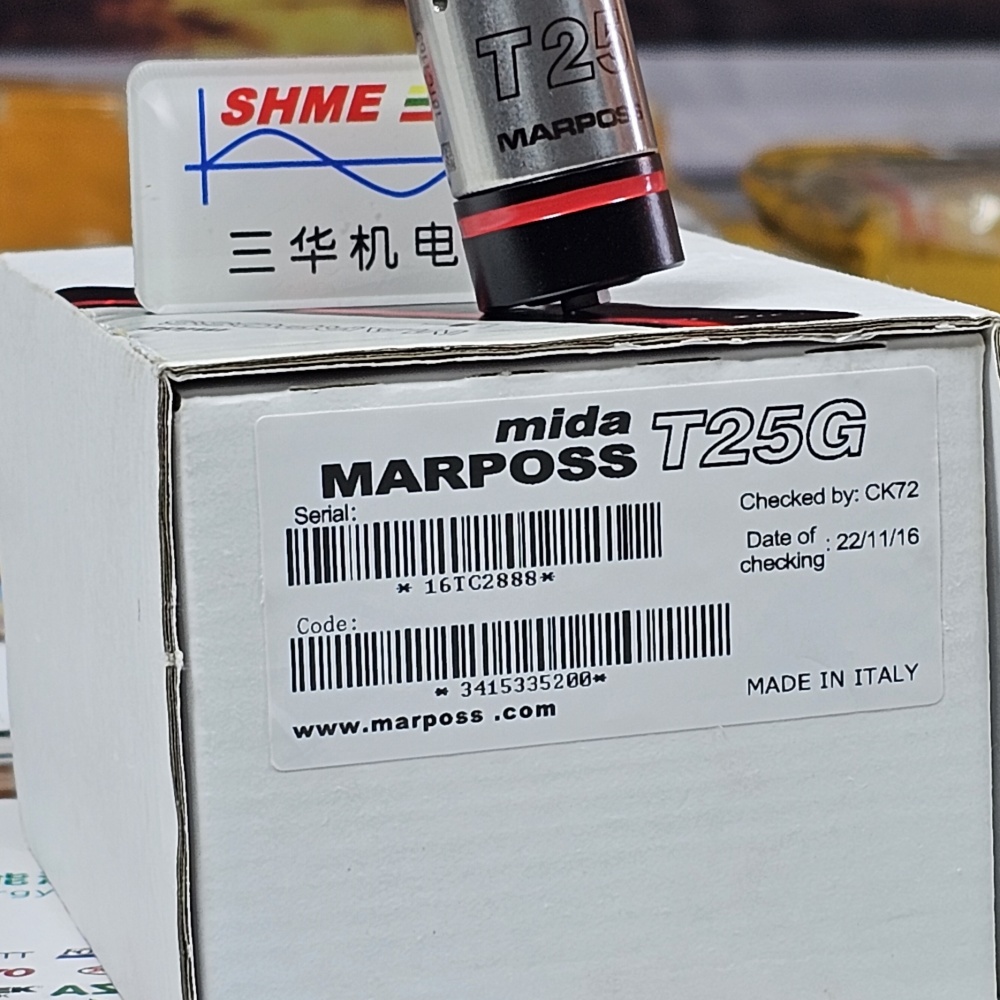 T25
MARPOSS
SHME
三华机电
mida
MARPOSS T25G
Serial:
* 16TC2888*
Checked by: CK72
Date of checking : 22/11/16
Code:
* 3415335200*
MADE IN ITALY
www.marposs .com